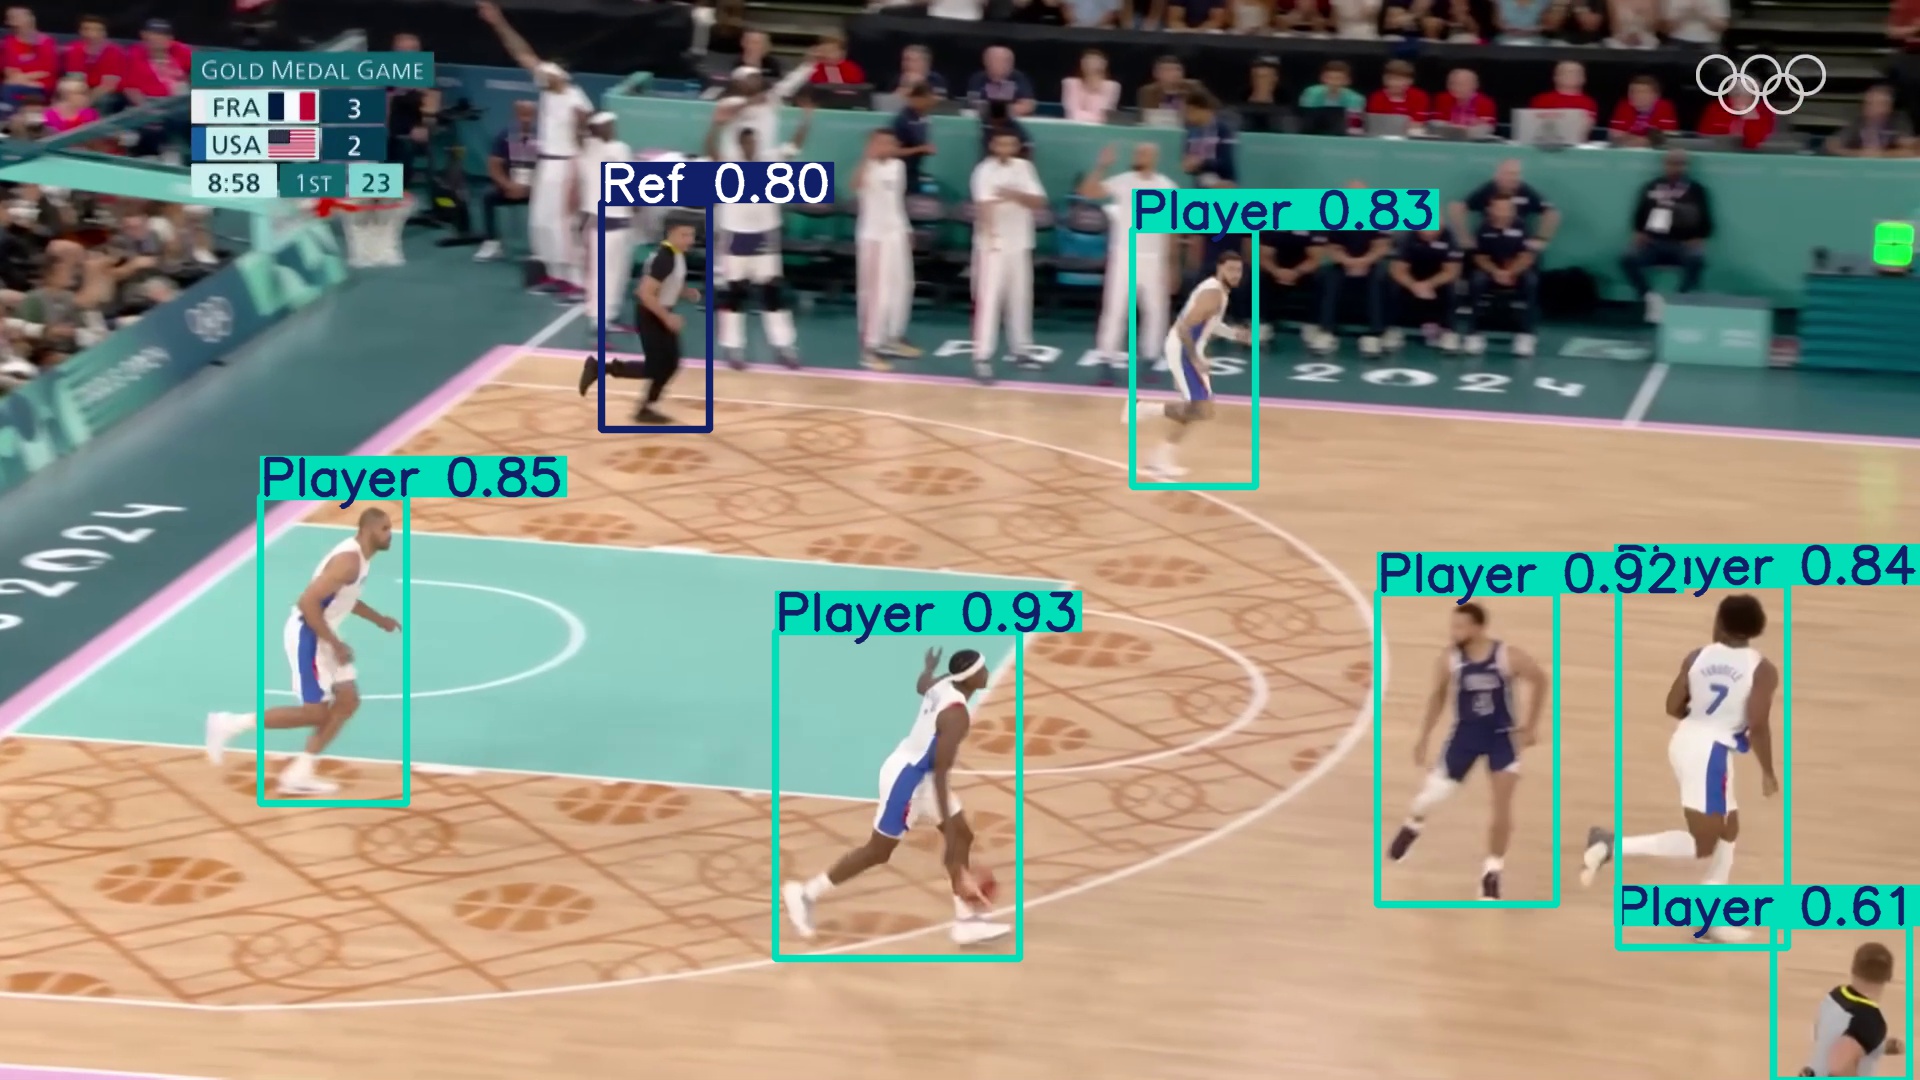 GOLD MEDAL GAME
FRA 3
USA 2
8:58 1ST 23
Ref 0.80
Player 0.83
PARIS 2024
Player 0.85
2024
Player 0.92
yer 0.84
Player 0.93
7
Player 0.61